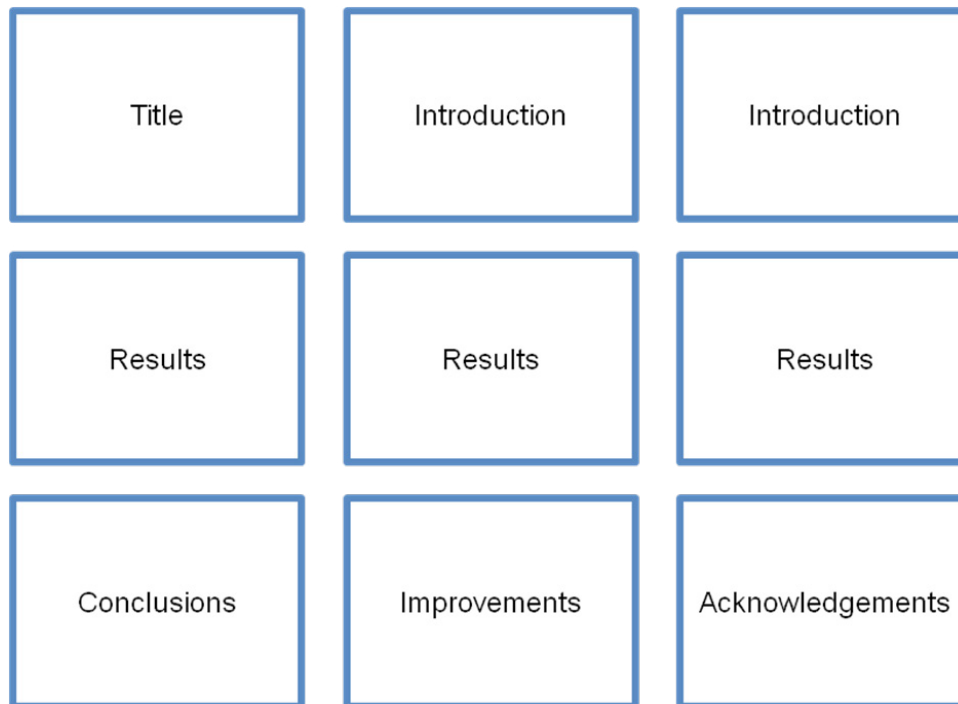 Title
Introduction
Introduction
Results
Results
Results
Conclusions
Improvements
Acknowledgements